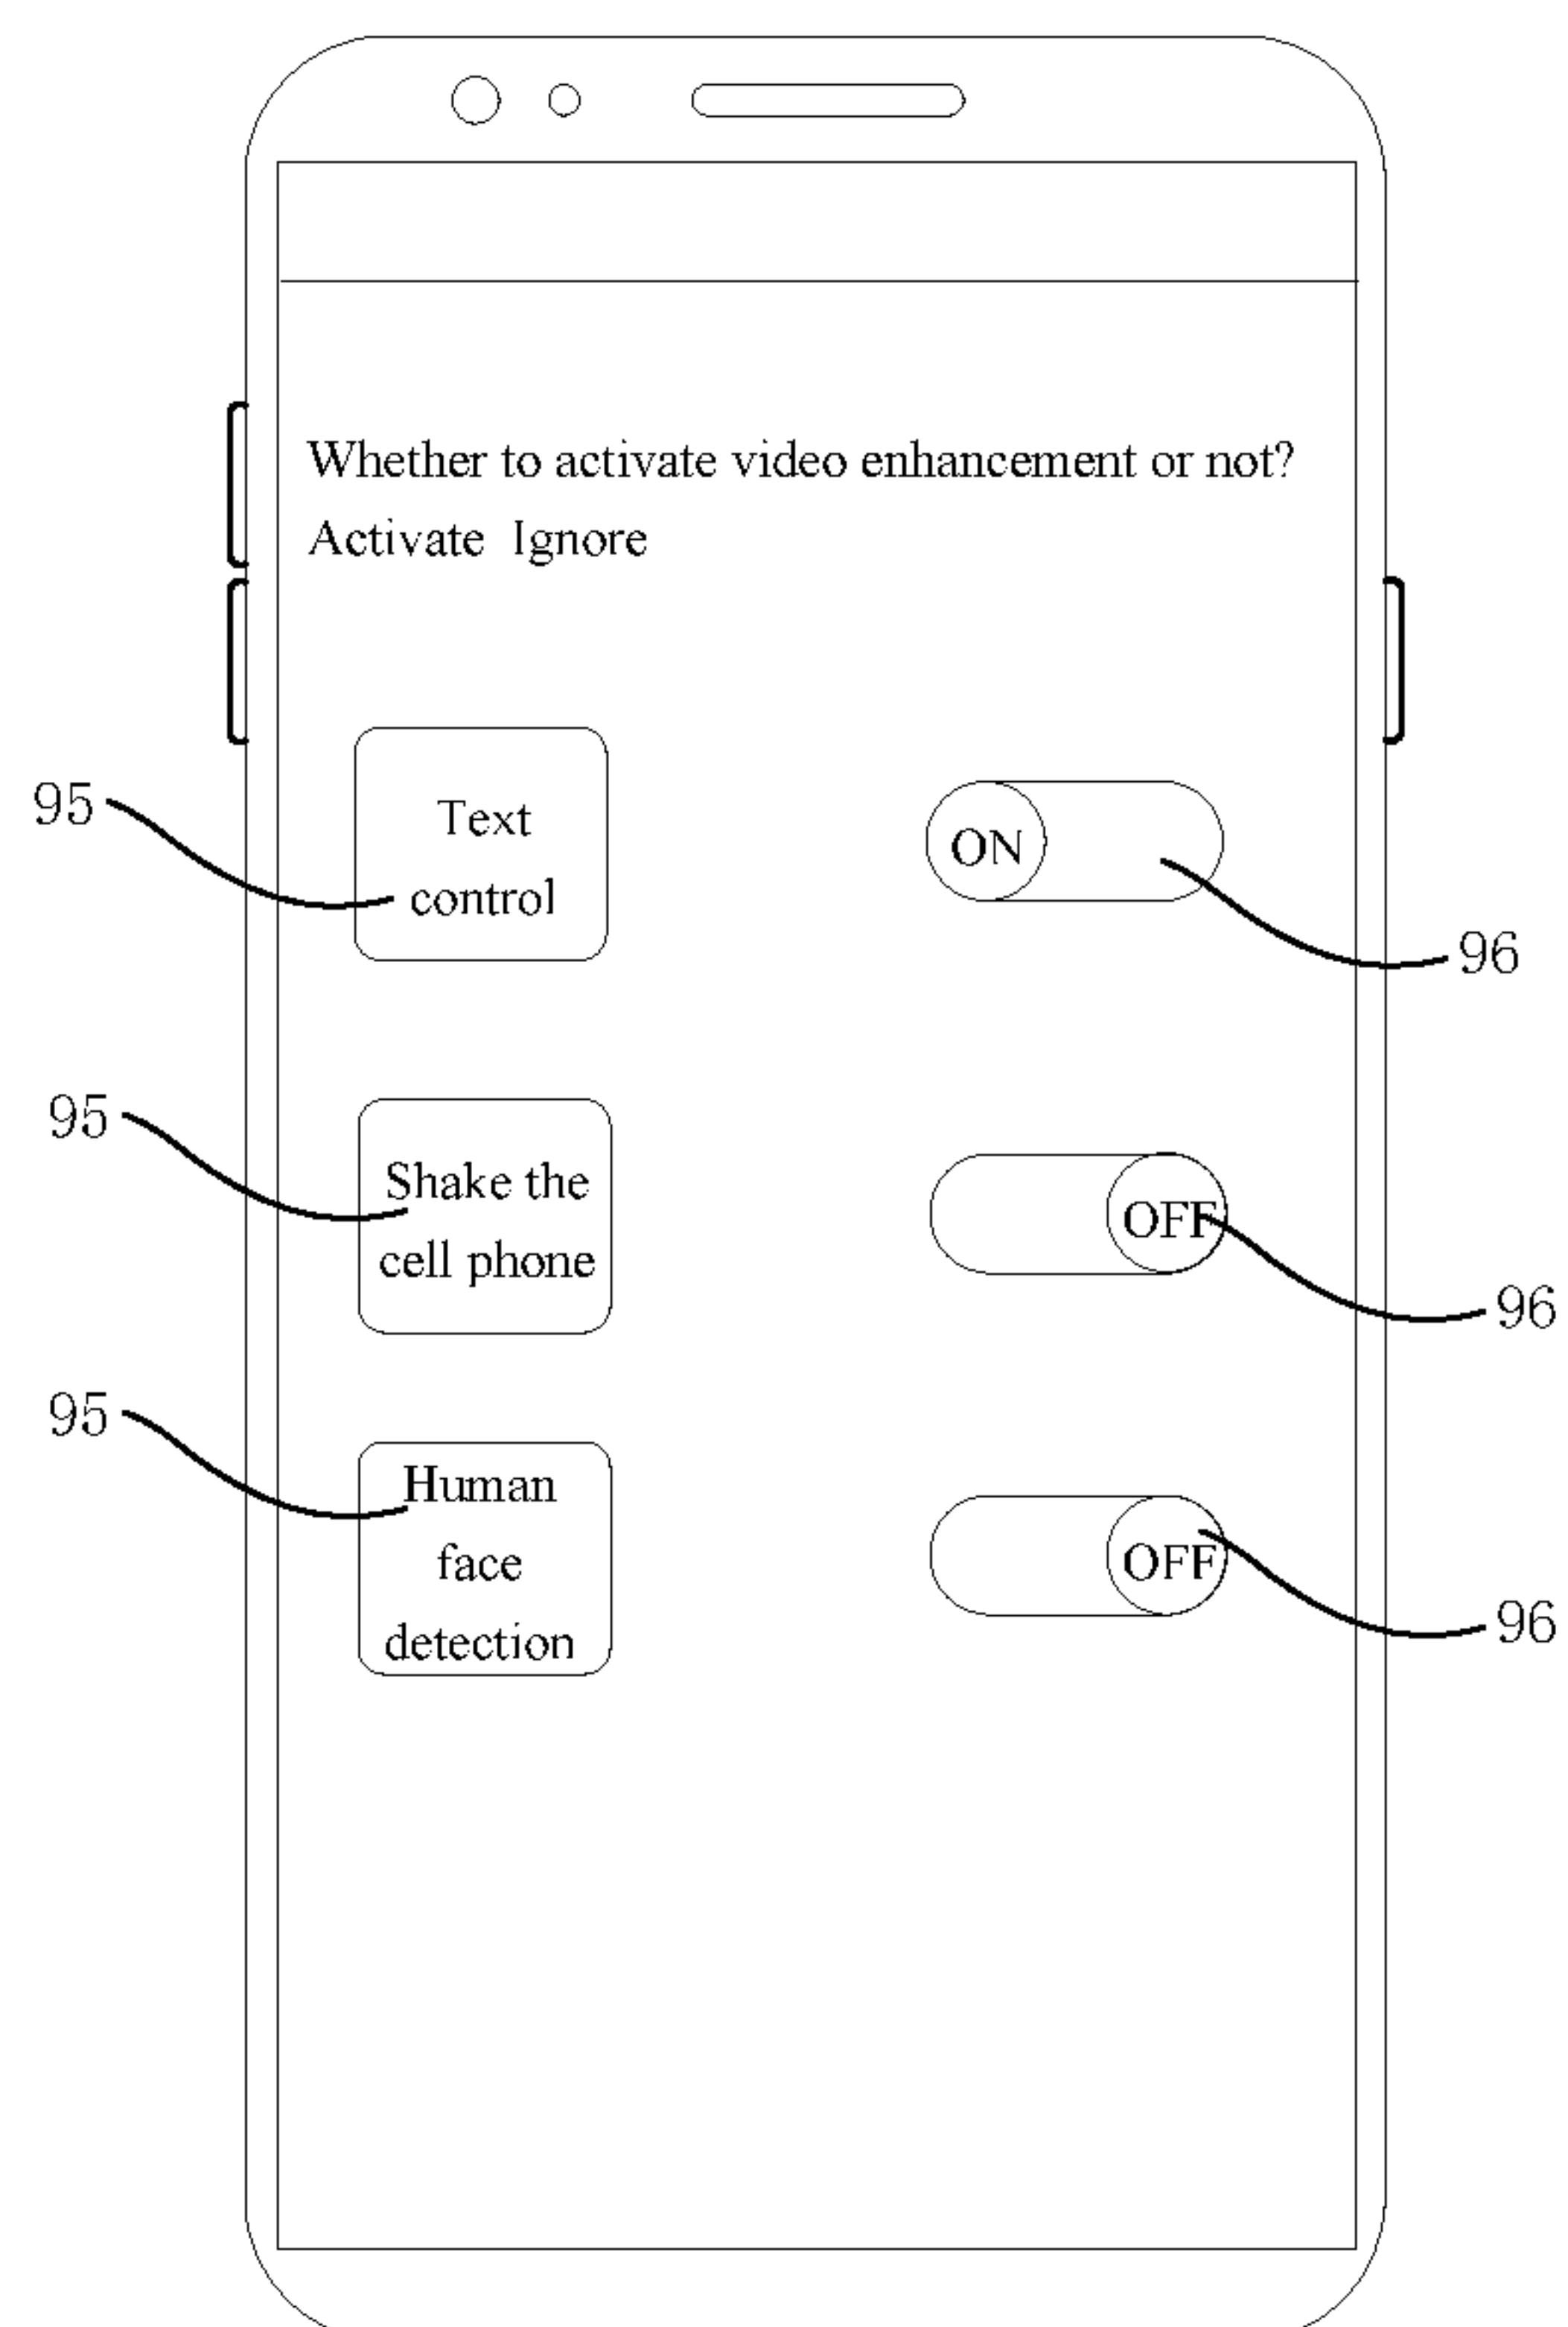 Whether to activate video enhancement or not?
Activate Ignore
95
Text
control
ON
96
95
Shake the
cell phone
OFF
96
95
Human
face
detection
OFF
96